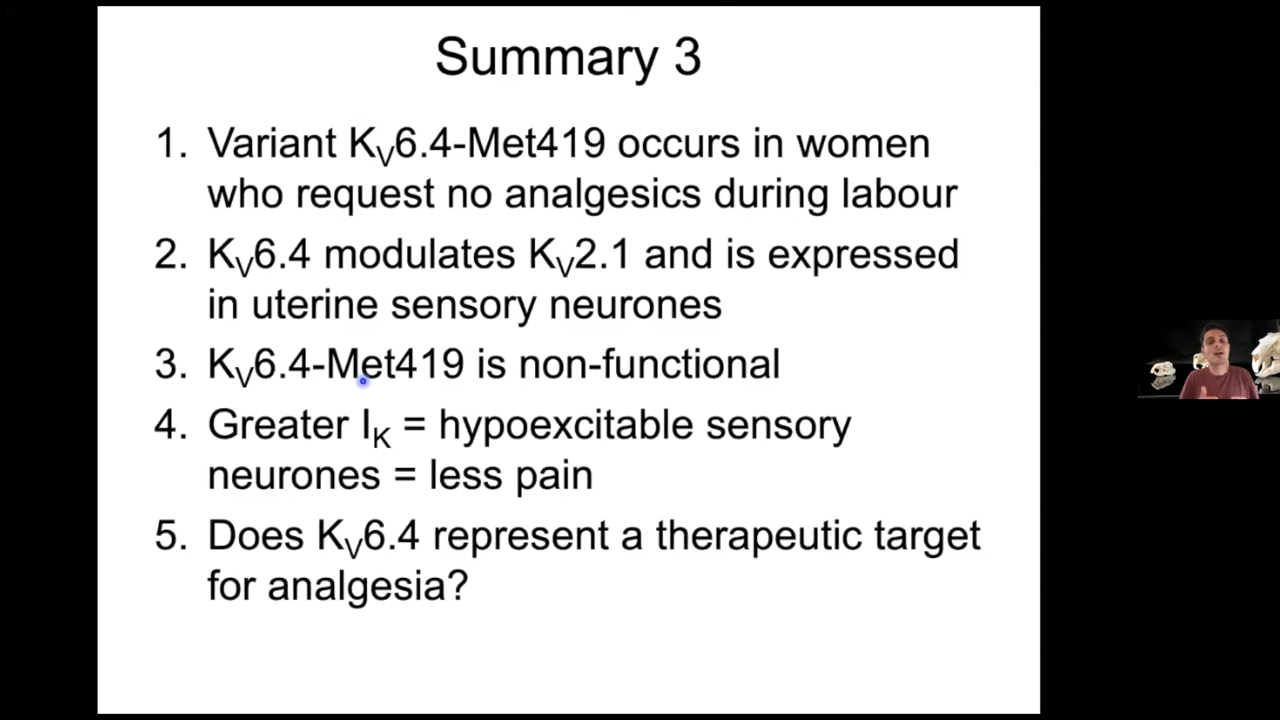 Summary 3
1. Variant KV6.4-Met419 occurs in women
who request no analgesics during labour
2. KV6.4 modulates KV2.1 and is expressed
in uterine sensory neurones
3. KV6.4-Met419 is non-functional
4. Greater IK = hypoexcitable sensory
neurones = less pain
5. Does KV6.4 represent a therapeutic target
for analgesia?